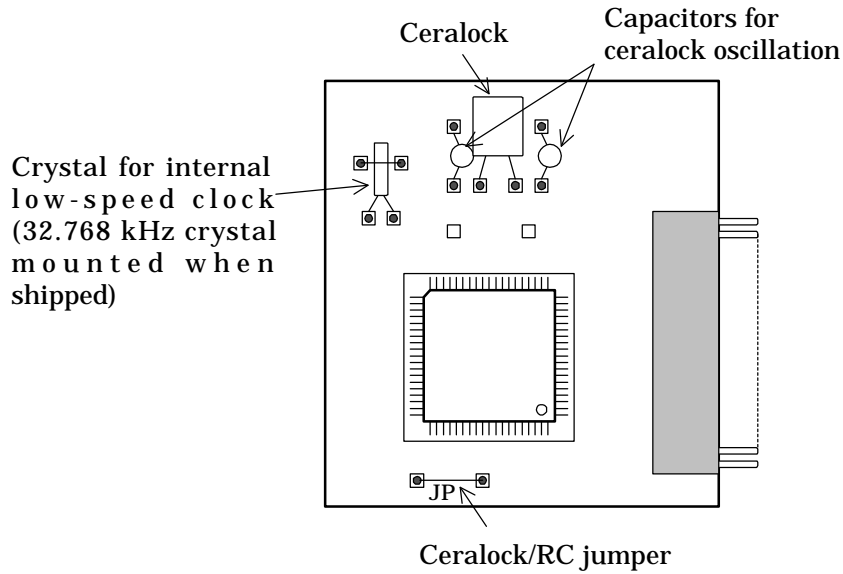 Ceralock
Capacitors for
ceralock oscillation
Crystal for internal
low-speed clock
(32.768 kHz crystal
mounted when
shipped)
JP
Ceralock/RC jumper